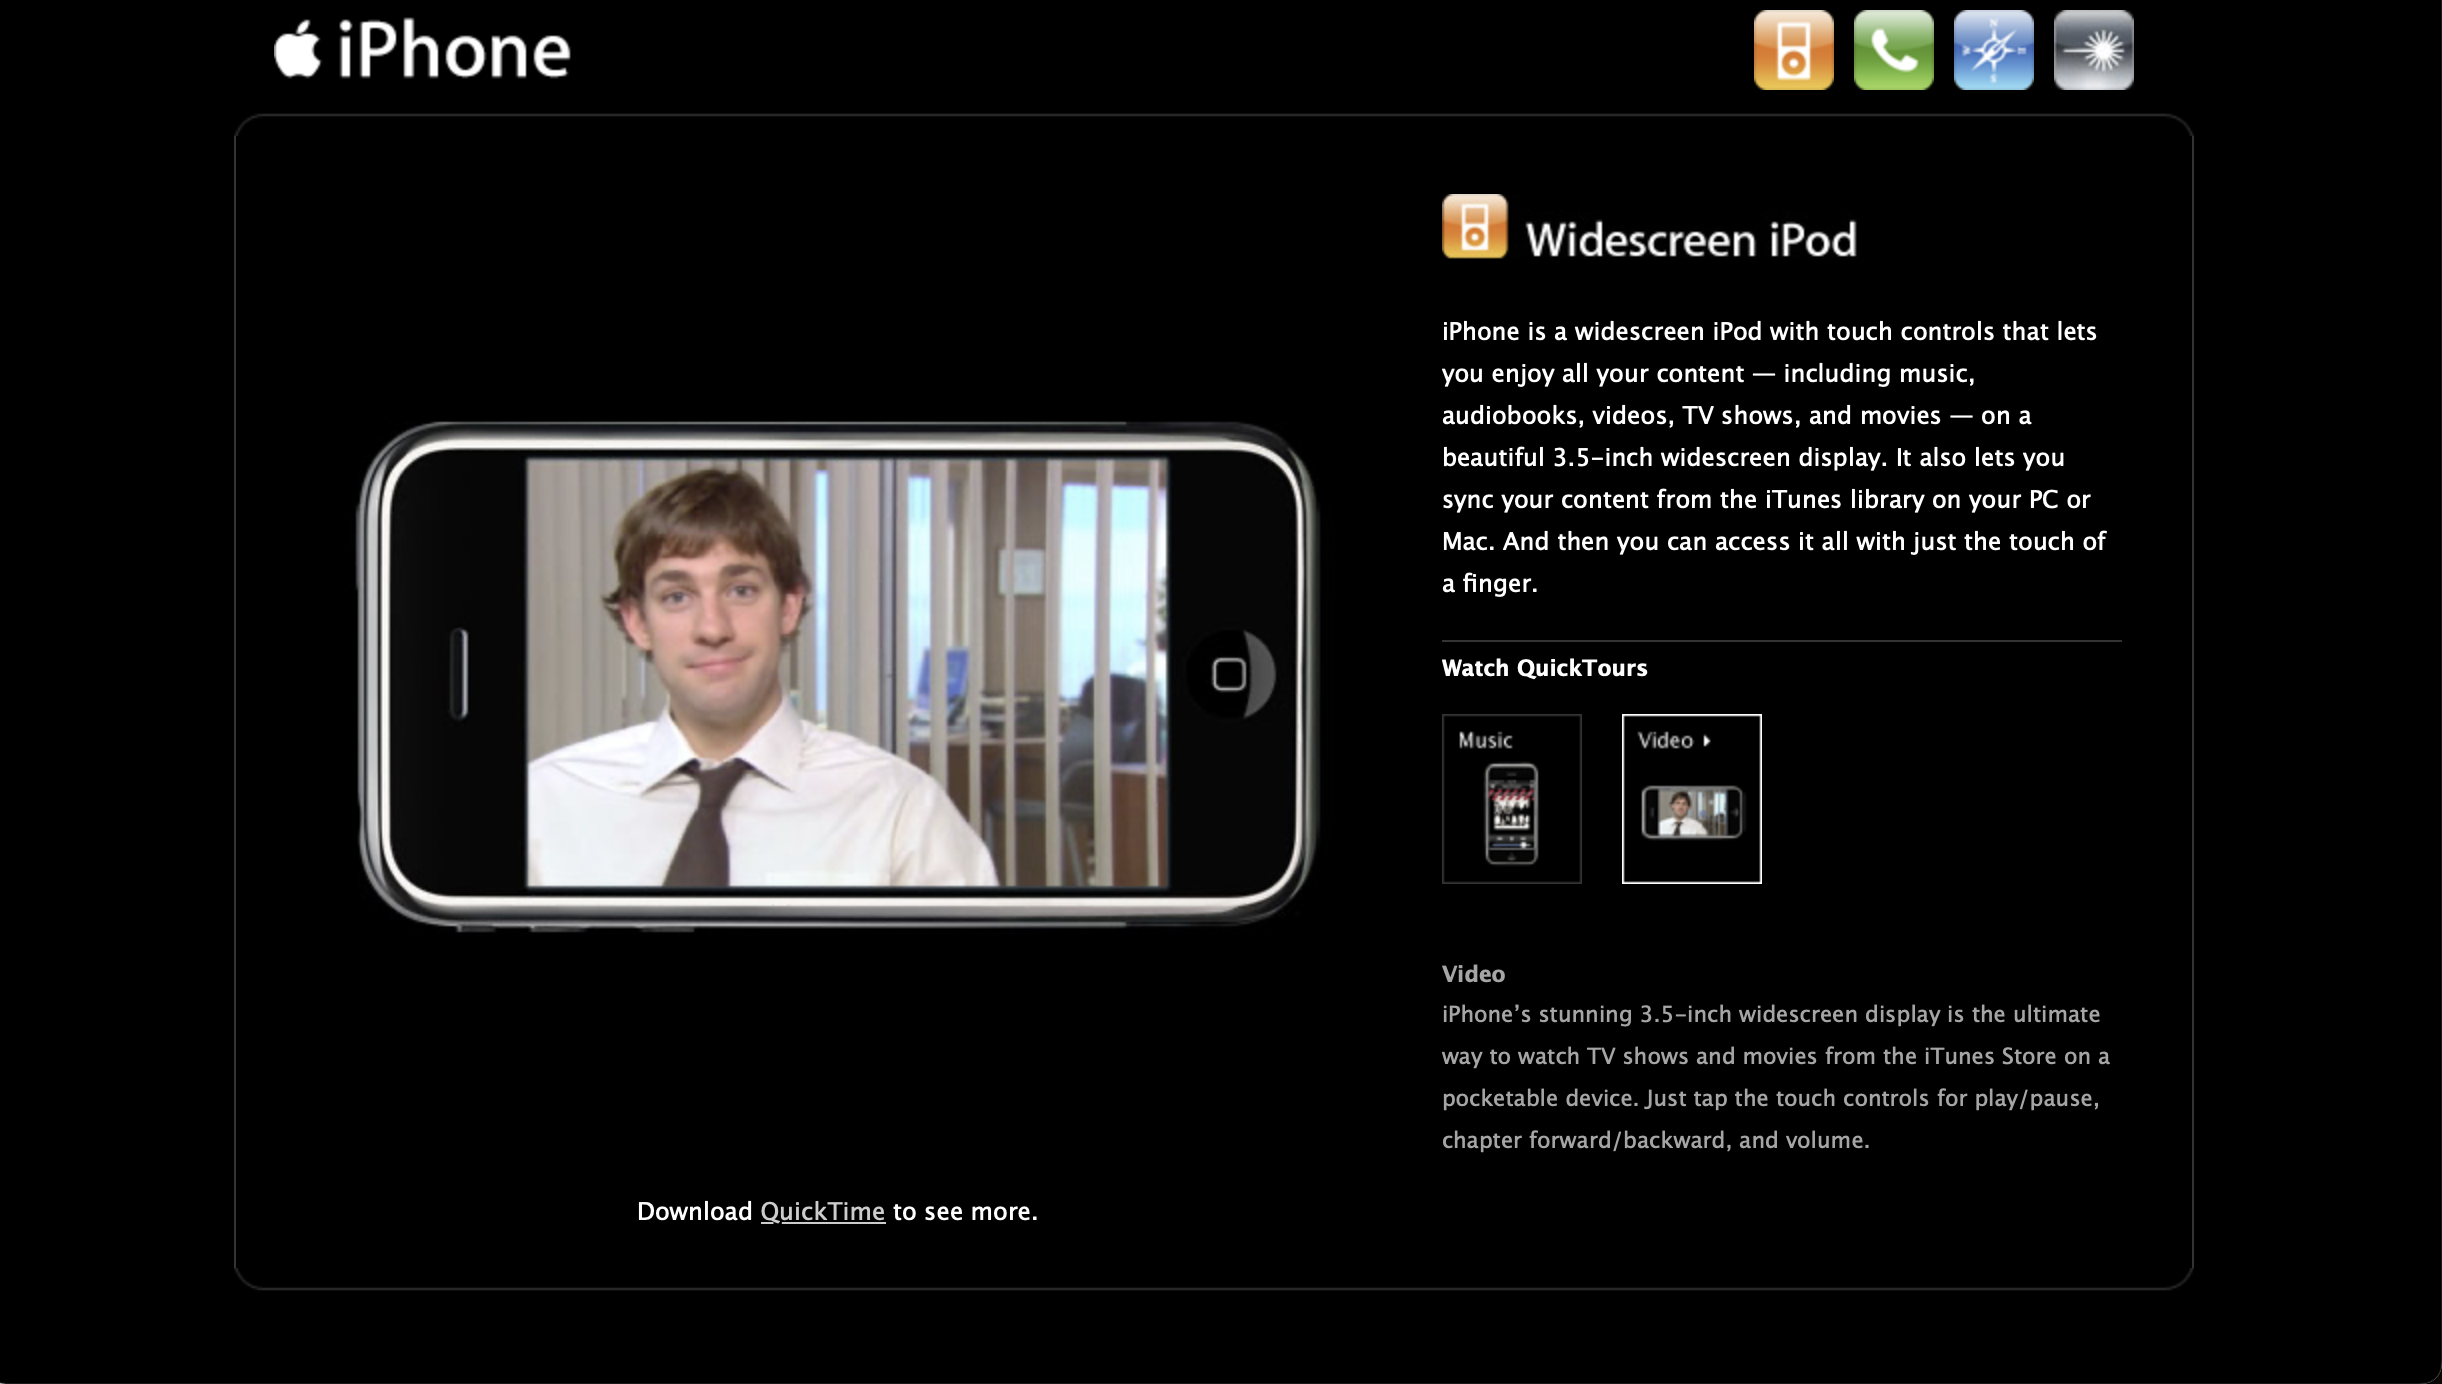 iPhone
Widescreen iPod
iPhone is a widescreen iPod with touch controls that lets
you enjoy all your content — including music,
audiobooks, videos, TV shows, and movies — on a
beautiful 3.5-inch widescreen display. It also lets you
sync your content from the iTunes library on your PC or
Mac. And then you can access it all with just the touch of
a finger.
Watch QuickTours
Music
Video
Video
iPhone’s stunning 3.5-inch widescreen display is the ultimate
way to watch TV shows and movies from the iTunes Store on a
pocketable device. Just tap the touch controls for play/pause,
chapter forward/backward, and volume.
Download QuickTime to see more.